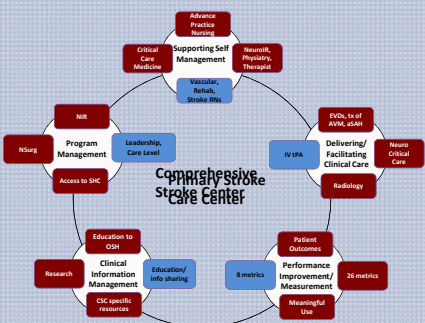 Advance
Practice
Nursing
Critical
Care
Medicine
Supporting Self
Management
NeuroIR,
Physiatry,
Therapist
Vascular,
Rehab,
Stroke RNs
NIR
NSurg
Program
Management
Leadership,
Care Level
Access to SHC
EVDs, tx of
AVM, aSAH
IV tPA
Delivering/
Facilitating
Clinical Care
Neuro
Critical
Care
Radiology
Comprehensive
Stroke Center
Primary Stroke
Care Center
Education to
OSH
Research
Clinical
Information
Management
Education/
info sharing
CSC specific
resources
Patient
Outcomes
8 metrics
Performance
Improvement/
Measurement
26 metrics
Meaningful
Use